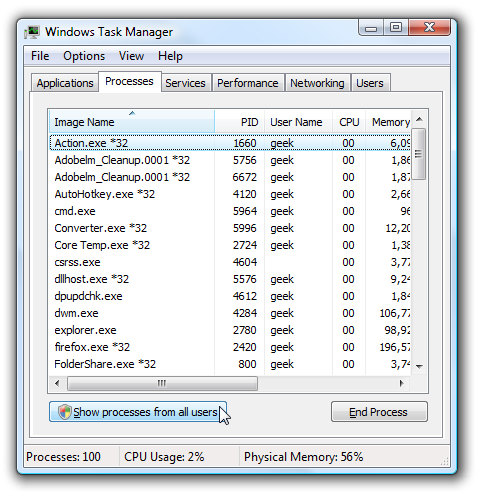 Windows Task Manager
File Options View Help
Applications Processes Services Performance Networking Users
Image Name PID User Name CPU Memory
Action.exe *32 1660 geek 00 6,09
Adobelm_Cleanup.0001 *32 5756 geek 00 1,86
Adobelm_Cleanup.0001 *32 6672 geek 00 1,87
AutoHotkey.exe *32 4120 geek 00 2,66
cmd.exe 5964 geek 00 96
Converter.exe *32 5996 geek 00 12,20
Core Temp.exe *32 2724 geek 00 1,38
csrss.exe 4604 00 3,77
dllhost.exe *32 5576 geek 00 9,24
dpupdchk.exe 4612 geek 00 1,84
dwm.exe 4284 geek 00 106,77
explorer.exe 2780 geek 00 98,92
firefox.exe *32 2420 geek 00 196,57
FolderShare.exe *32 800 geek 00 3,74
Show processes from all users End Process
Processes: 100 CPU Usage: 2% Physical Memory: 56%